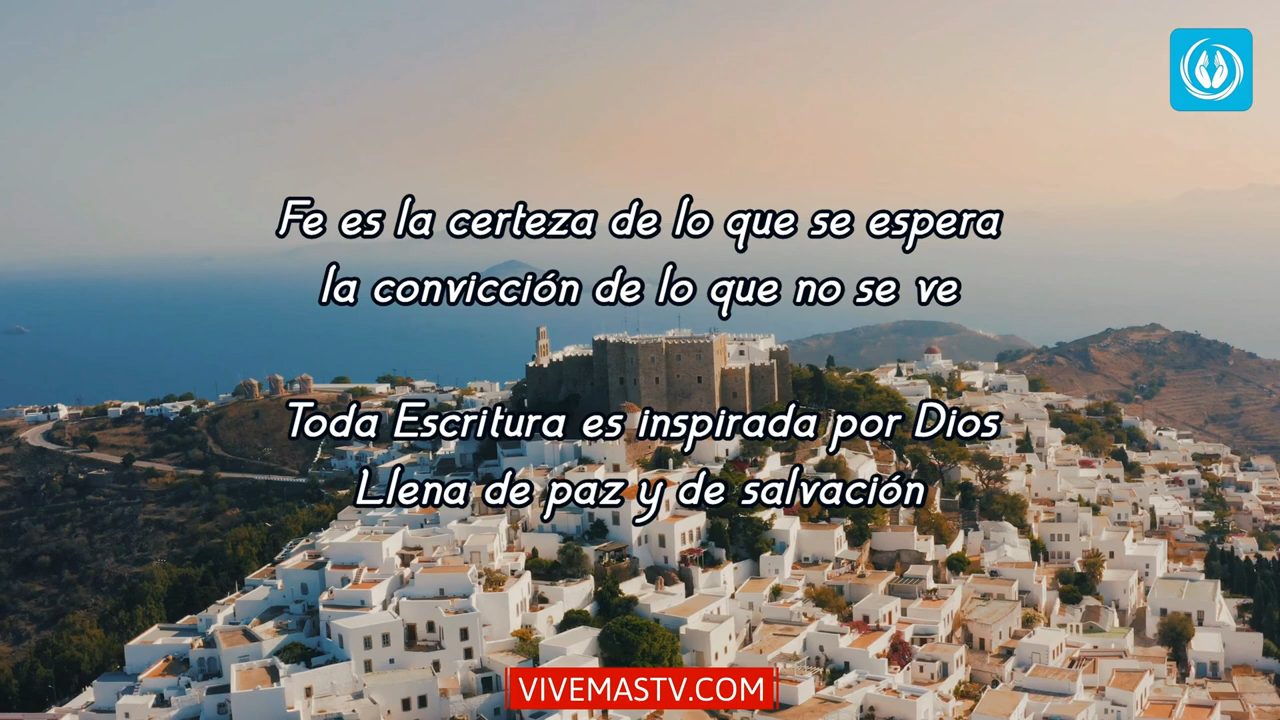 Fe es la certeza de lo que se espera
la convicción de lo que no se ve
Toda Escritura es inspirada por Dios
Llena de paz y de salvación
VIVEMASTV.COM